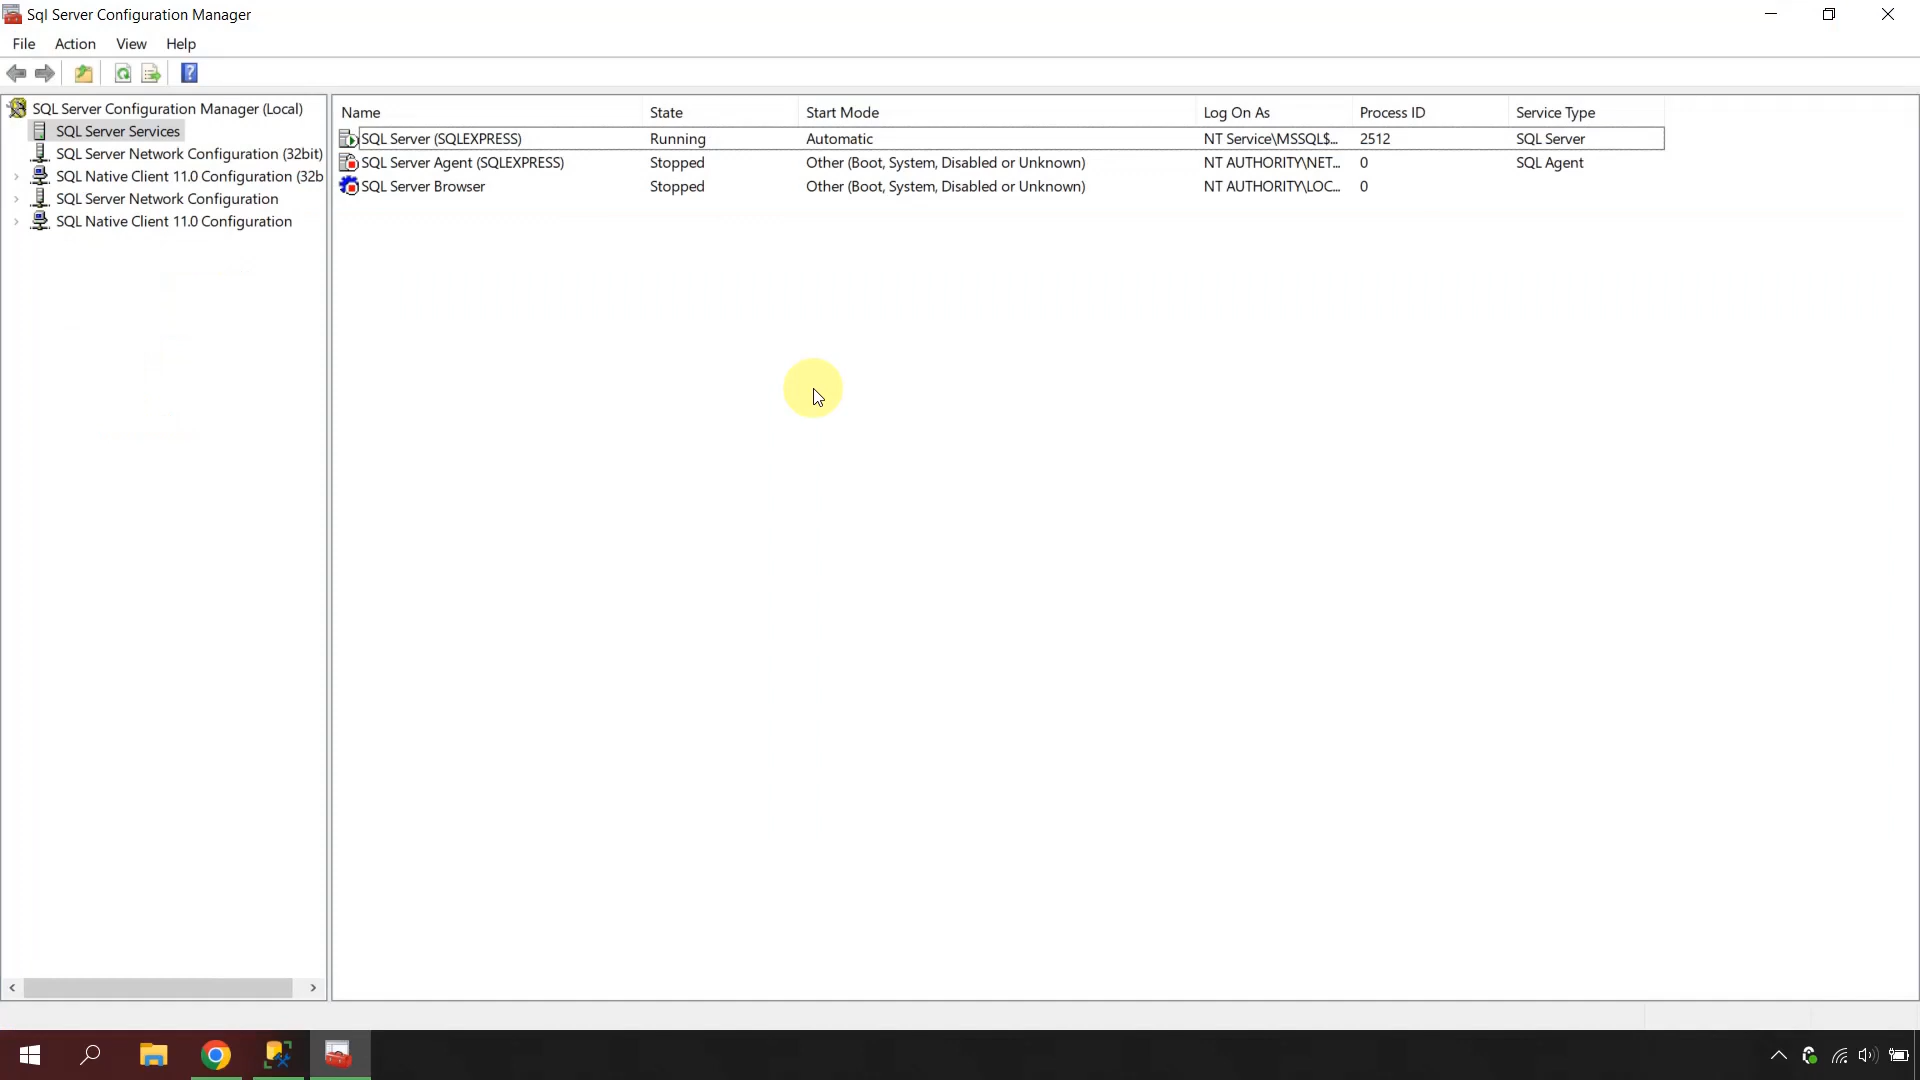 Sql Server Configuration Manager
File Action View Help
SQL Server Configuration Manager (Local)
SQL Server Services
SQL Server Network Configuration (32bit)
SQL Native Client 11.0 Configuration (32b
SQL Server Network Configuration
SQL Native Client 11.0 Configuration
Name State Start Mode Log On As Process ID Service Type
SQL Server (SQLEXPRESS) Running Automatic NT Service\MSSQL$... 2512 SQL Server
SQL Server Agent (SQLEXPRESS) Stopped Other (Boot, System, Disabled or Unknown) NT AUTHORITY\NET... 0 SQL Agent
SQL Server Browser Stopped Other (Boot, System, Disabled or Unknown) NT AUTHORITY\LOC... 0